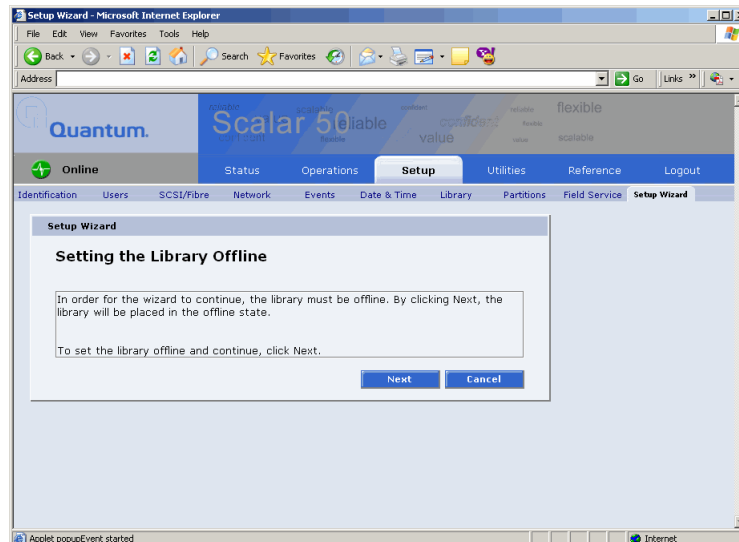 Setup Wizard - Microsoft Internet Explorer
File Edit View Favorites Tools Help
Back Search Favorites
Address Go Links »
Quantum.
Scalar 50
reliable
value
confident
flexible
scalable
Online Status Operations Setup Utilities Reference Logout
Identification Users SCSI/Fibre Network Events Date & Time Library Partitions Field Service Setup Wizard
Setup Wizard
Setting the Library Offline
In order for the wizard to continue, the library must be offline. By clicking Next, the
library will be placed in the offline state.
To set the library offline and continue, click Next.
Next Cancel
Applet popupEvent started Internet